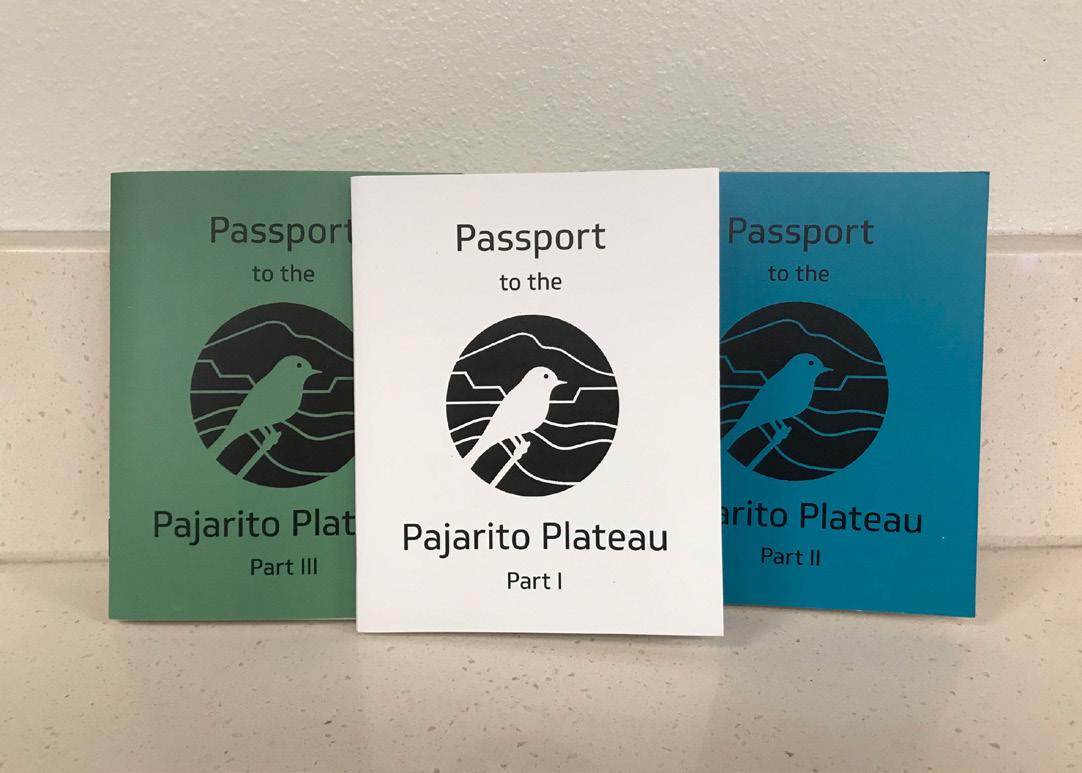 Passport
to the
Pajarito Plat
Part III
Passport
to the
Pajarito Plateau
Part I
Passport
to the
arito Plateau
Part II